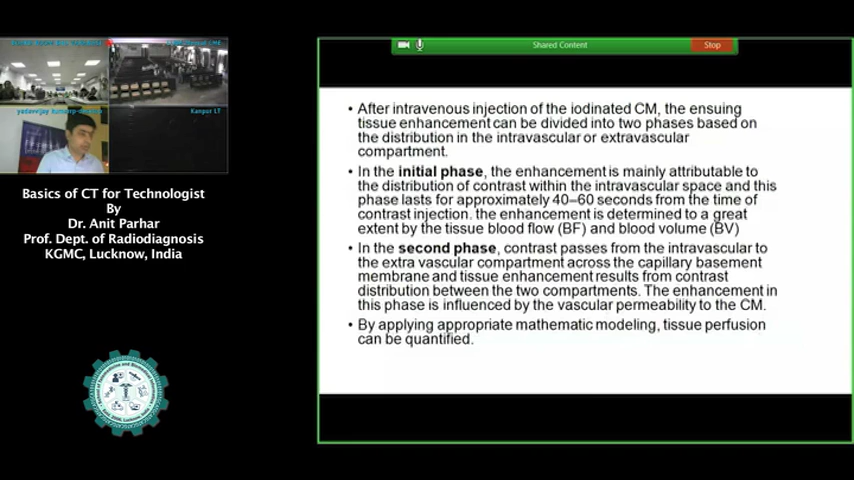 Kanpur LT
Basics of CT for Technologist
By
Dr. Anit Parhar
Prof. Dept. of Radiodiagnosis
KGMC, Lucknow, India
Shared Content
Stop
• After intravenous injection of the iodinated CM, the ensuing
tissue enhancement can be divided into two phases based on
the distribution in the intravascular or extravascular
compartment.
• In the initial phase, the enhancement is mainly attributable to
the distribution of contrast within the intravascular space and this
phase lasts for approximately 40–60 seconds from the time of
contrast injection. the enhancement is determined to a great
extent by the tissue blood flow (BF) and blood volume (BV)
• In the second phase, contrast passes from the intravascular to
the extra vascular compartment across the capillary basement
membrane and tissue enhancement results from contrast
distribution between the two compartments. The enhancement in
this phase is influenced by the vascular permeability to the CM.
• By applying appropriate mathematic modeling, tissue perfusion
can be quantified.